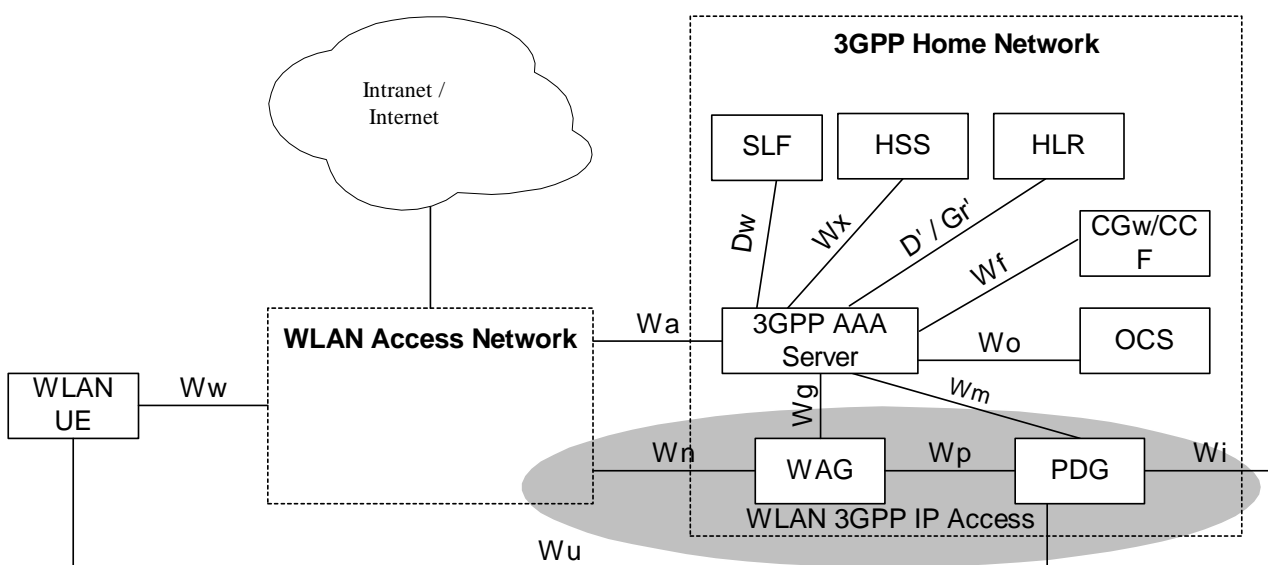 3GPP Home Network
Intranet /
Internet
SLF
HSS
HLR
Dw
Wx
D' / Gr'
Wf
CGw/CC
F
WLAN Access Network
Wa
3GPP AAA
Server
Wo
OCS
WLAN
UE
Ww
Wg
Wm
Wn
WAG
Wp
PDG
Wi
WLAN 3GPP IP Access
Wu